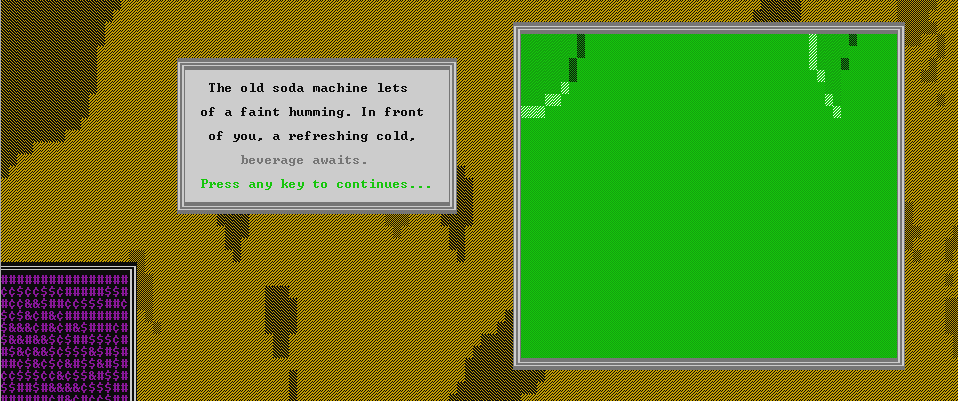 The old soda machine lets
of a faint humming. In front
of you, a refreshing cold,
beverage awaits.
Press any key to continues...